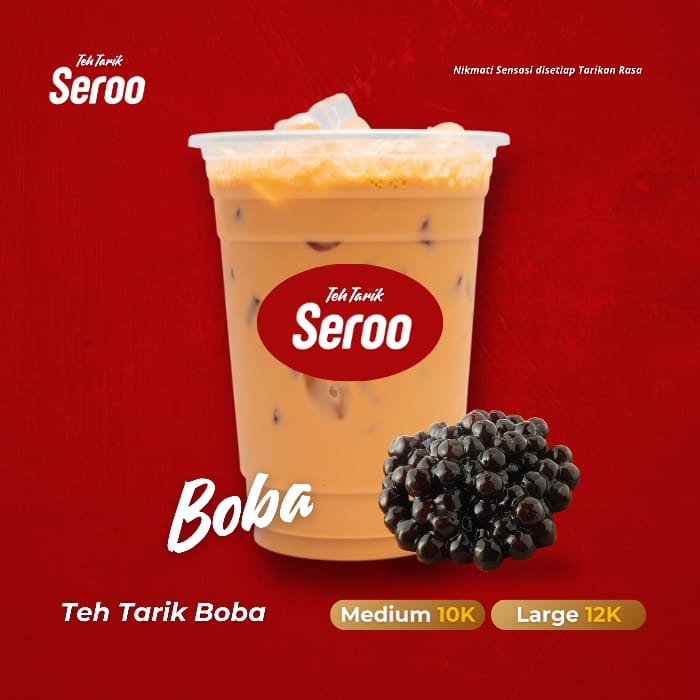 Teh Tarik
Seroo
Nikmati Sensasi disetiap Tarikan Rasa
Teh Tarik
Seroo
Boba
Teh Tarik Boba
Medium 10K
Large 12K